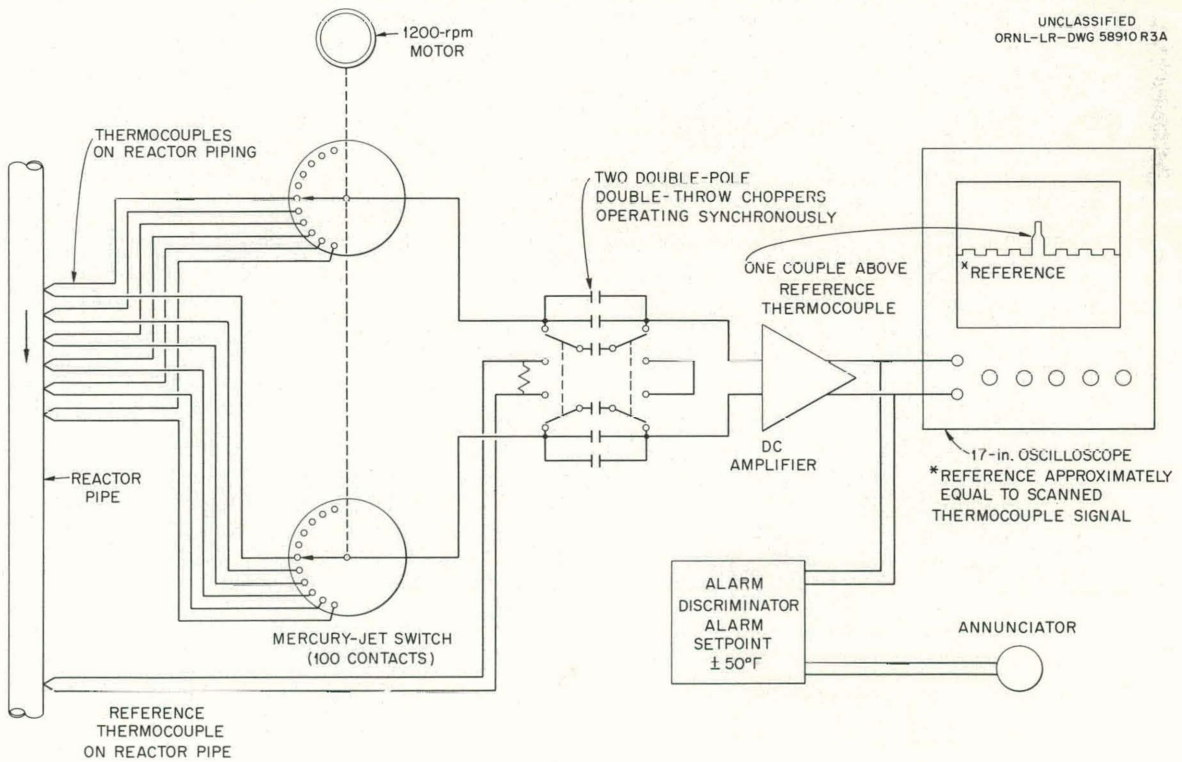 UNCLASSIFIED
ORNL-LR-DWG 58910 R3A
1200-rpm
MOTOR
THERMOCOUPLES
ON REACTOR PIPING
TWO DOUBLE-POLE
DOUBLE-THROW CHOPPERS
OPERATING SYNCHRONOUSLY
ONE COUPLE ABOVE
REFERENCE
THERMOCOUPLE
*REFERENCE
REACTOR
PIPE
DC
AMPLIFIER
17-in. OSCILLOSCOPE
*REFERENCE APPROXIMATELY
EQUAL TO SCANNED
THERMOCOUPLE SIGNAL
MERCURY-JET SWITCH
(100 CONTACTS)
ALARM
DISCRIMINATOR
ALARM
SETPOINT
± 50°F
ANNUNCIATOR
REFERENCE
THERMOCOUPLE
ON REACTOR PIPE